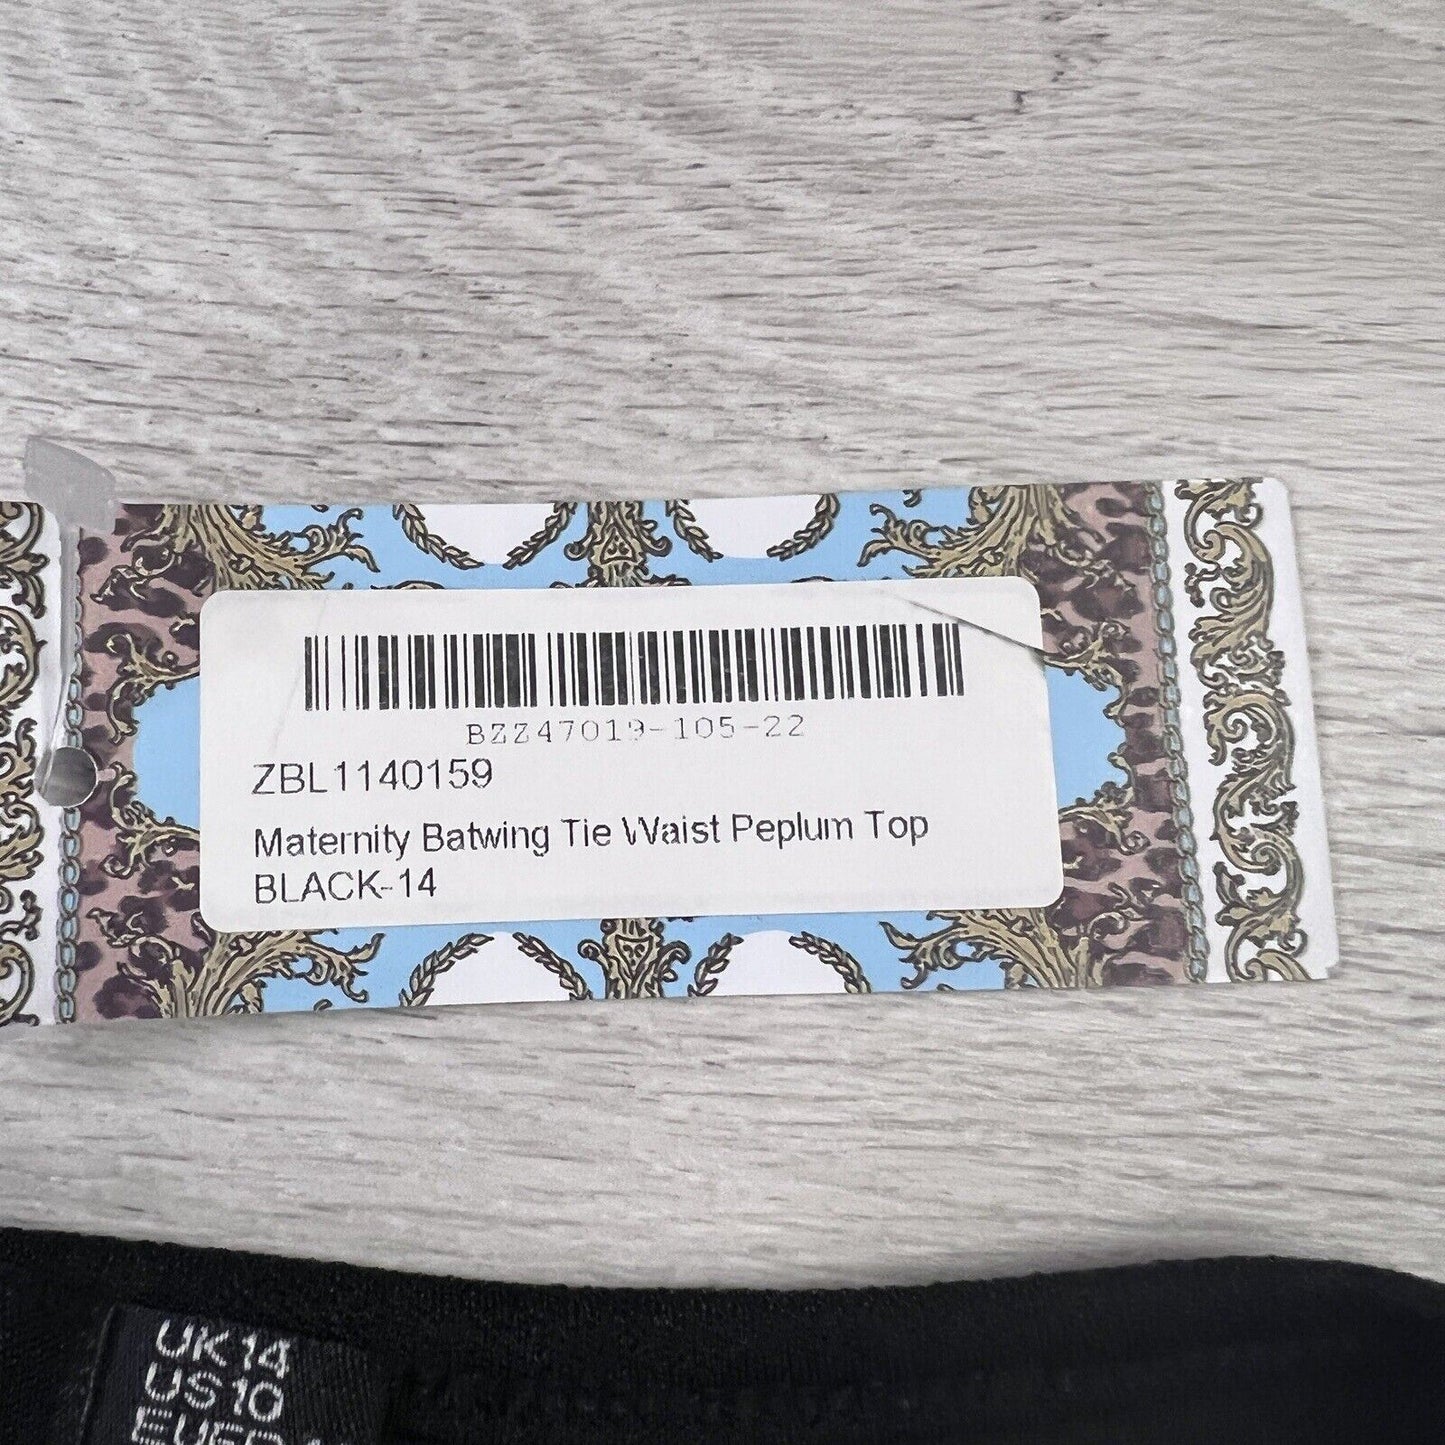 BZZ47019-105-22
ZBL1140159
Maternity Batwing Tie Waist Peplum Top
BLACK-14
UK14
US10